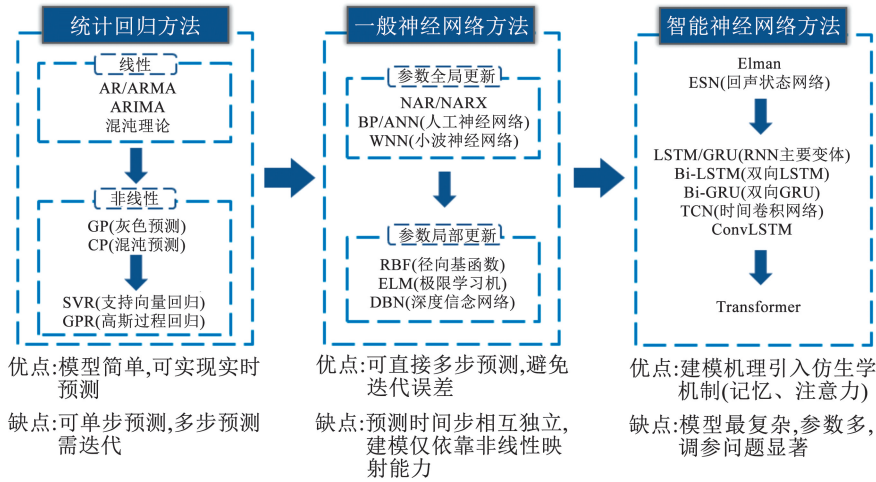 统计回归方法
线性
AR/ARMA
ARIMA
混沌理论
非线性
GP(灰色预测)
CP(混沌预测)
SVR(支持向量回归)
GPR(高斯过程回归)
优点:模型简单,可实现实时
预测
缺点:可单步预测,多步预测
需迭代
一般神经网络方法
参数全局更新
NAR/NARX
BP/ANN(人工神经网络)
WNN(小波神经网络)
参数局部更新
RBF(径向基函数)
ELM(极限学习机)
DBN(深度信念网络)
优点:可直接多步预测,避免
迭代误差
缺点:预测时间步相互独立,
建模仅依靠非线性映
射能力
智能神经网络方法
Elman
ESN(回声状态网络)
LSTM/GRU(RNN主要变体)
Bi-LSTM(双向LSTM)
Bi-GRU(双向GRU)
TCN(时间卷积网络)
ConvLSTM
Transformer
优点:建模机理引入仿生学
机制(记忆、注意力)
缺点:模型最复杂,参数多,
调参问题显著